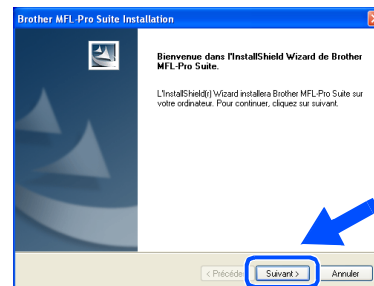 Brother MFL-Pro Suite Installation
Bienvenue dans l'InstallShield Wizard de Brother
MFL-Pro Suite.
L'InstallShield(r) Wizard installera Brother MFL-Pro Suite sur
votre ordinateur. Pour continuer, cliquez sur suivant.
< Précéde Suivant > Annuler